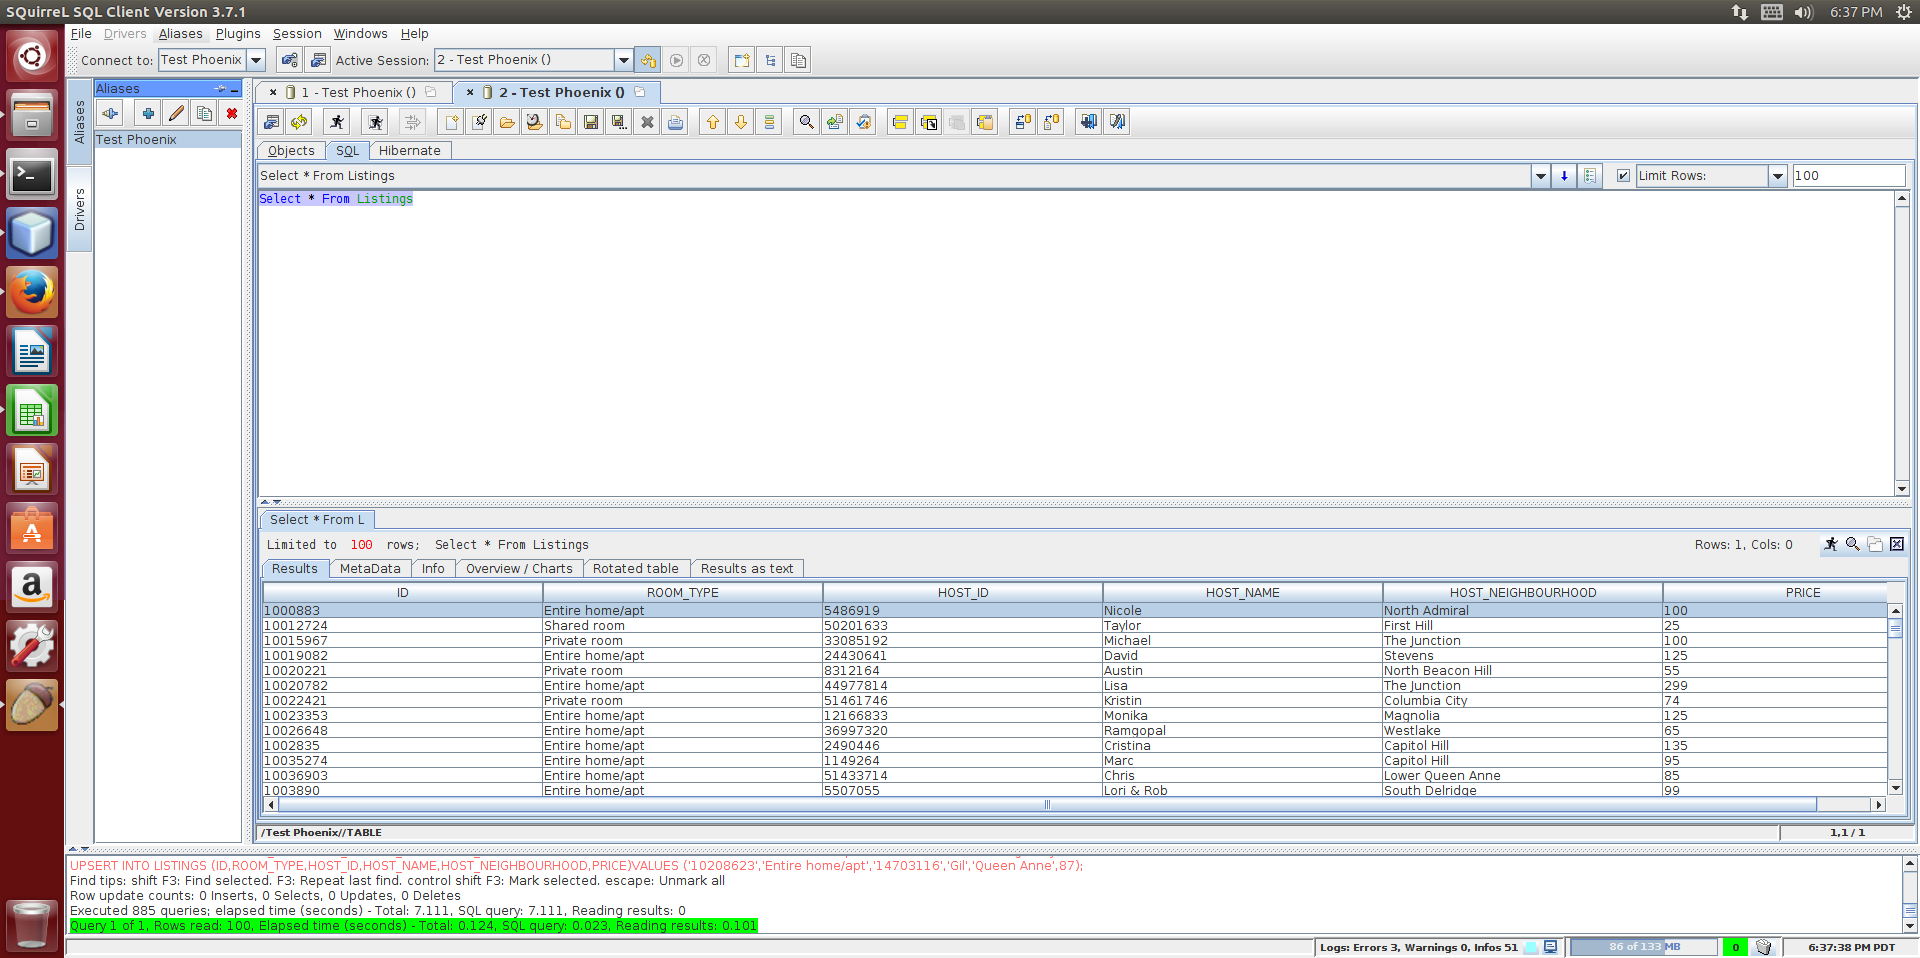 SQuirreL SQL Client Version 3.7.1
6:37 PM
File Drivers Aliases Plugins Session Windows Help
Connect to: Test Phoenix Active Session: 2 - Test Phoenix ()
Aliases
Drivers
Aliases
Test Phoenix
1 - Test Phoenix ()
2 - Test Phoenix ()
Objects SQL Hibernate
Select * From Listings
Limit Rows: 100
Select * From Listings
Select * From L
Limited to 100 rows; Select * From Listings
Rows: 1, Cols: 0
Results MetaData Info Overview / Charts Rotated table Results as text
ID ROOM_TYPE HOST_ID HOST_NAME HOST_NEIGHBOURHOOD PRICE
1000883 Entire home/apt 5486919 Nicole North Admiral 100
10012724 Shared room 50201633 Taylor First Hill 25
10015967 Private room 33085192 Michael The Junction 100
10019082 Entire home/apt 24430641 David Stevens 125
10020221 Private room 8312164 Austin North Beacon Hill 55
10020782 Entire home/apt 44977814 Lisa The Junction 299
10022421 Private room 51461746 Kristin Columbia City 74
10023353 Entire home/apt 12166833 Monika Magnolia 125
10026648 Entire home/apt 36997320 Ramgopal Westlake 65
1002835 Entire home/apt 2490446 Cristina Capitol Hill 135
10035274 Entire home/apt 1149264 Marc Capitol Hill 95
10036903 Entire home/apt 51433714 Chris Lower Queen Anne 85
1003890 Entire home/apt 5507055 Lori & Rob South Delridge 99
/Test Phoenix//TABLE
1,1 / 1
UPSERT INTO LISTINGS (ID,ROOM_TYPE,HOST_ID,HOST_NAME,HOST_NEIGHBOURHOOD,PRICE)VALUES ('10208623','Entire home/apt','14703116','Gil','Queen Anne',87);
Find tips: shift F3: Find selected. F3: Repeat last find. control shift F3: Mark selected. escape: Unmark all
Row update counts: 0 Inserts, 0 Selects, 0 Updates, 0 Deletes
Executed 885 queries; elapsed time (seconds) - Total: 7.111, SQL query: 7.111, Reading results: 0
Query 1 of 1, Rows read: 100, Elapsed time (seconds) - Total: 0.124, SQL query: 0.023, Reading results: 0.101
Logs: Errors 3, Warnings 0, Infos 51
86 of 133 MB
0
6:37:38 PM PDT